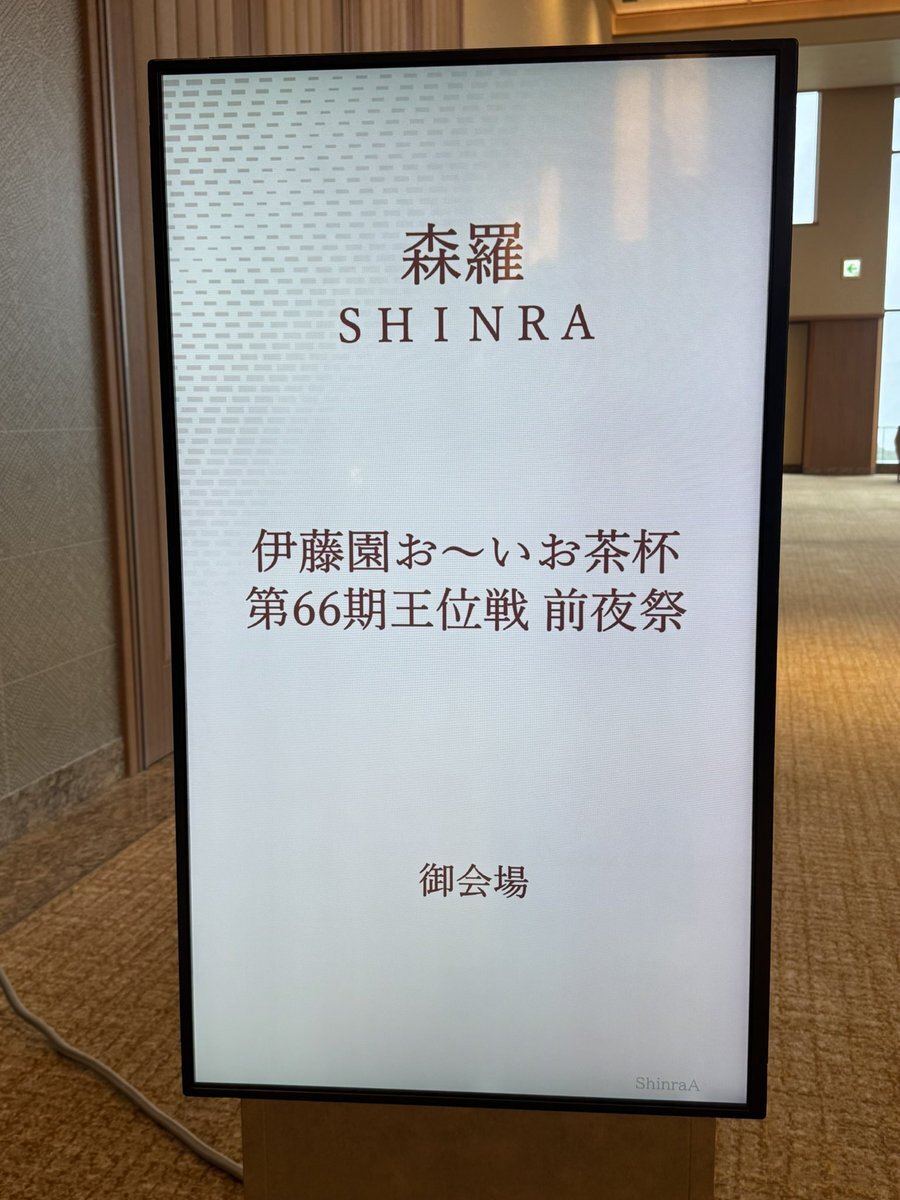 森羅
SHINRA
伊藤園お～いお茶杯
第66期王位戦 前夜祭
御会場
ShinraA